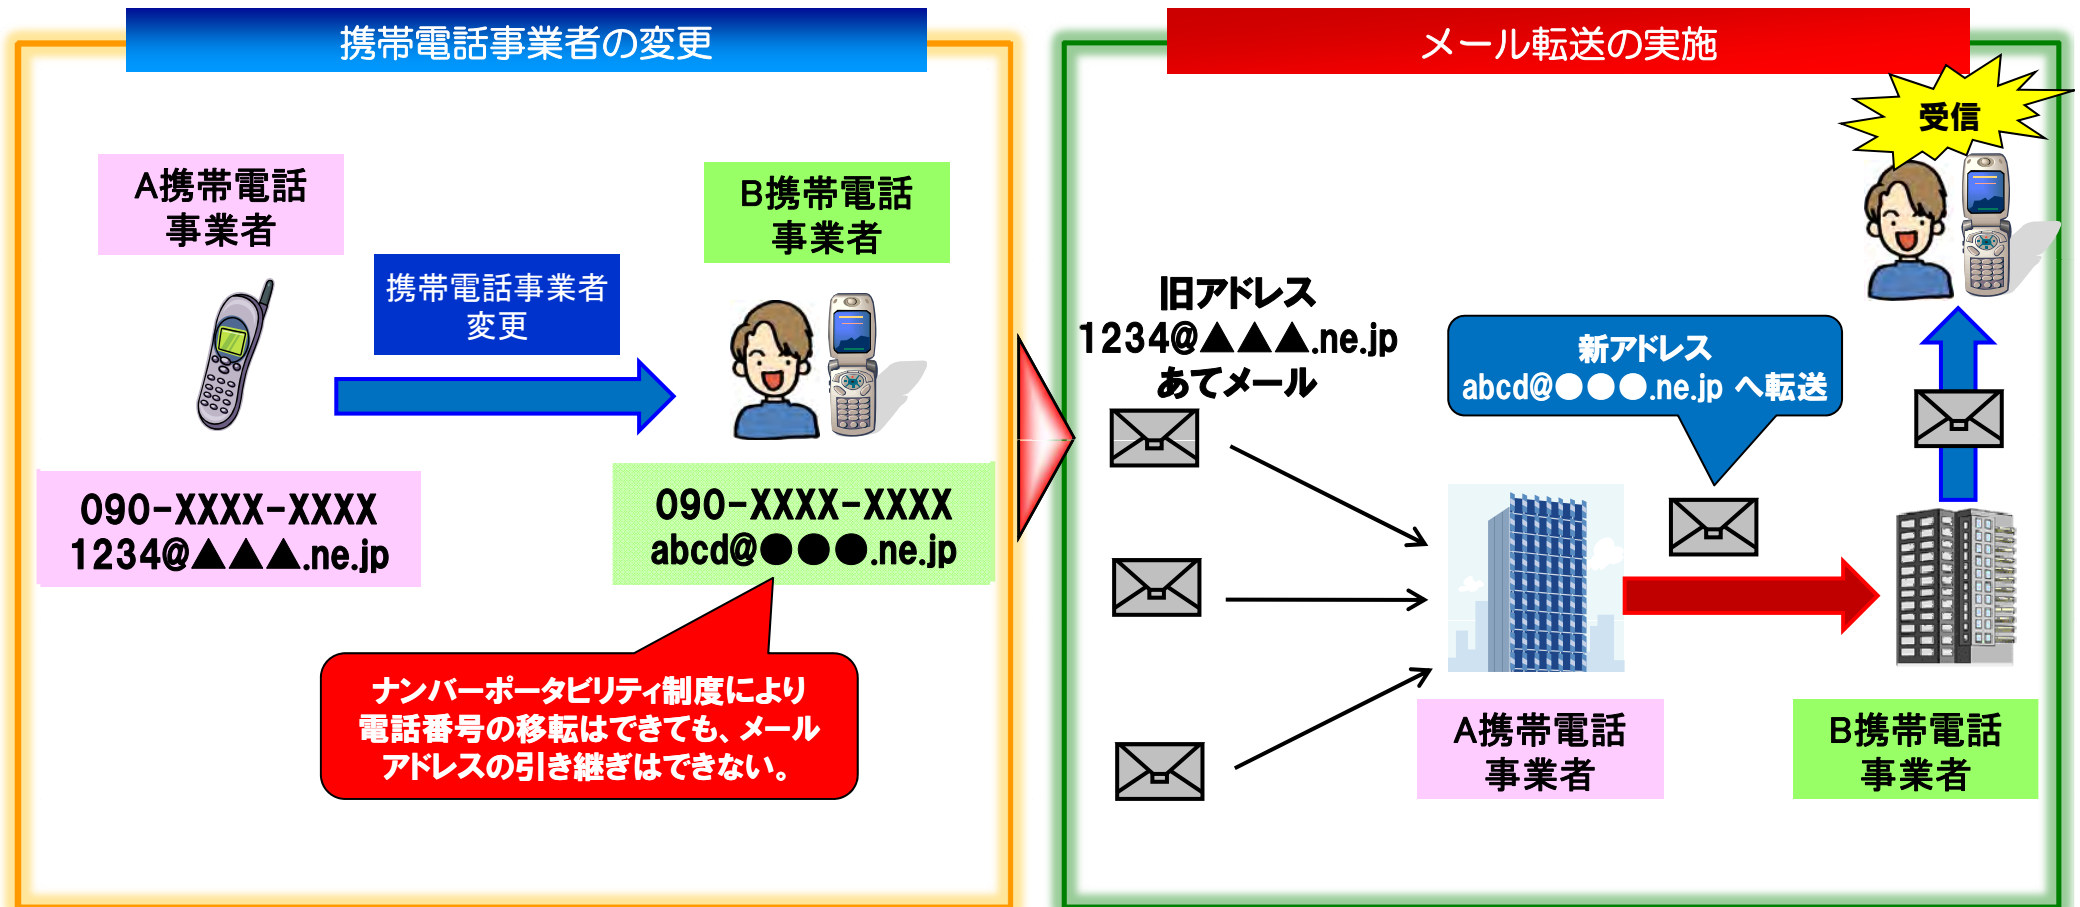 携帯電話事業者の変更
A携帯電話
事業者
B携帯電話
事業者
携帯電話事業者
変更
090-XXXX-XXXX
1234@▲▲▲.ne.jp
090-XXXX-XXXX
abcd@●●●.ne.jp
ナンバーポータビリティ制度により
電話番号の移転はできても、メール
アドレスの引き継ぎはできない。
メール転送の実施
受信
旧アドレス
1234@▲▲▲.ne.jp
あてメール
新アドレス
abcd@●●●.ne.jp へ転送
A携帯電話
事業者
B携帯電話
事業者